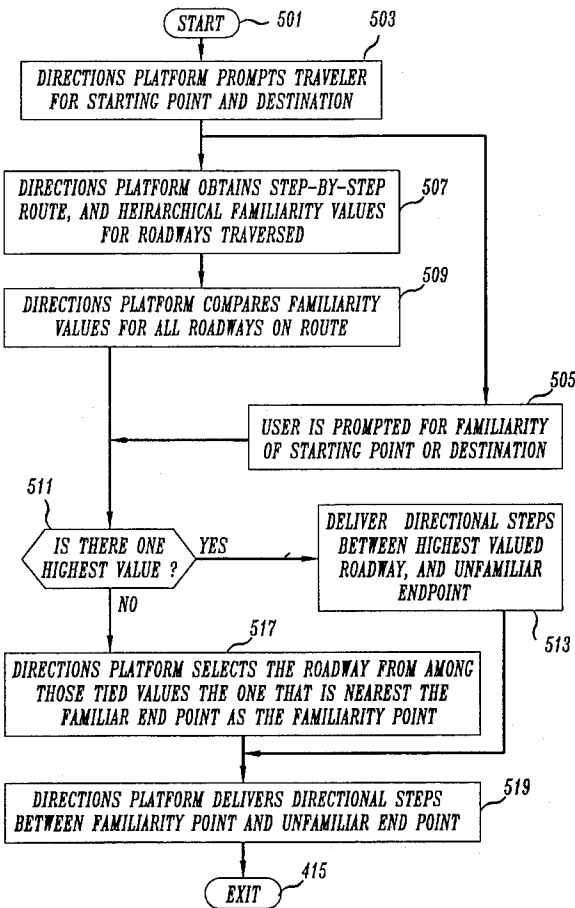 START
501
503
DIRECTIONS PLATFORM PROMPTS TRAVELER
FOR STARTING POINT AND DESTINATION
DIRECTIONS PLATFORM OBTAINS STEP-BY-STEP
ROUTE, AND HEIRARCHICAL FAMILIARITY VALUES
FOR ROADWAYS TRAVERSED
507
509
DIRECTIONS PLATFORM COMPARES FAMILIARITY
VALUES FOR ALL ROADWAYS ON ROUTE
505
USER IS PROMPTED FOR FAMILIARITY
OF STARTING POINT OR DESTINATION
511
IS THERE ONE
HIGHEST VALUE ?
YES
NO
DELIVER DIRECTIONAL STEPS
BETWEEN HIGHEST VALUED
ROADWAY, AND UNFAMILIAR
ENDPOINT
513
517
DIRECTIONS PLATFORM SELECTS THE ROADWAY FROM AMONG
THOSE TIED VALUES THE ONE THAT IS NEAREST THE
FAMILIAR END POINT AS THE FAMILIARITY POINT
519
DIRECTIONS PLATFORM DELIVERS DIRECTIONAL STEPS
BETWEEN FAMILIARITY POINT AND UNFAMILIAR END POINT
EXIT
415